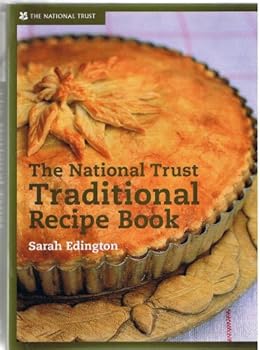 THE NATIONAL TRUST
The National Trust
Traditional
Recipe Book
Sarah Edington